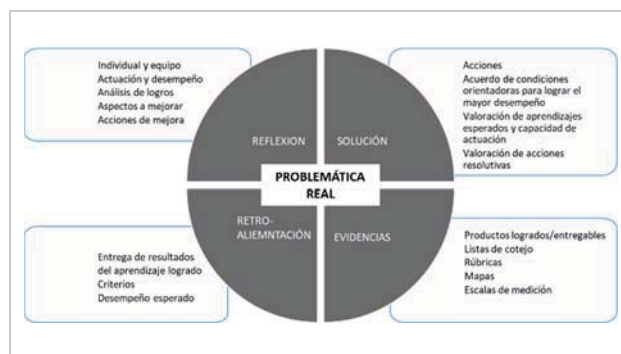 Individual y equipo
Actuación y desempeño
Análisis de logros
Aspectos a mejorar
Acciones de mejora
Acciones
Acuerdo de condiciones
orientadoras para lograr el
mayor desempeño
Valoración de aprendizajes
esperados y capacidad de
actuación
Valoración de acciones
resolutivas
REFLEXION
SOLUCIÓN
PROBLEMÁTICA
REAL
RETRO-
ALIEMNTACIÓN
EVIDENCIAS
Entrega de resultados
del aprendizaje logrado
Criterios
Desempeño esperado
Productos logrados/entregables
Listas de cotejo
Rúbricas
Mapas
Escalas de medición